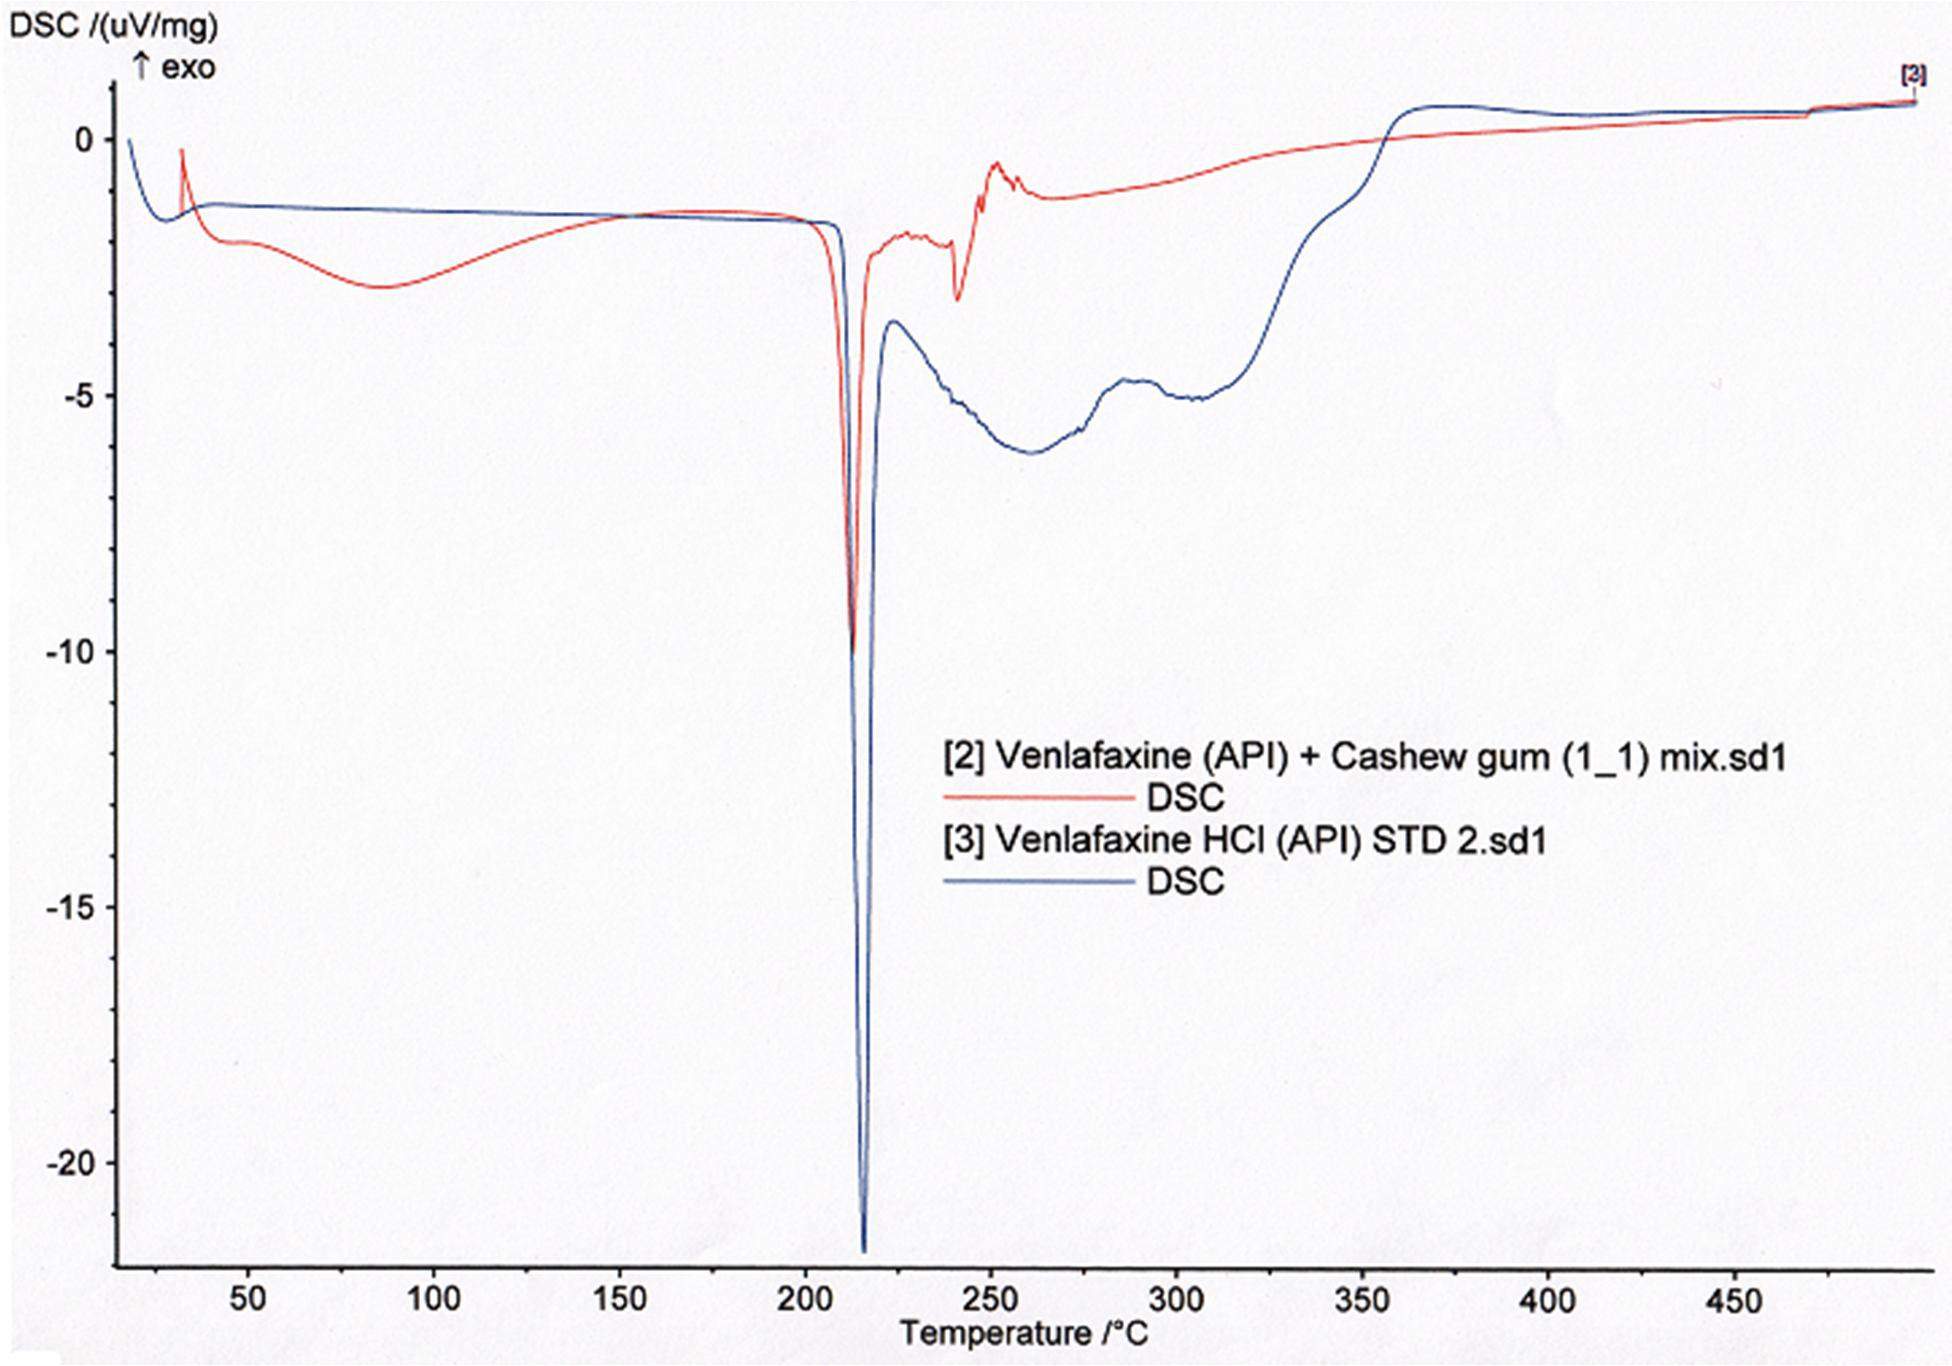 DSC /(uV/mg)
↑ exo
[3]
0
-5
-10
-15
-20
[2] Venlafaxine (API) + Cashew gum (1_1) mix.sd1
DSC
[3] Venlafaxine HCl (API) STD 2.sd1
DSC
50 100 150 200 250 300 350 400 450
Temperature /°C